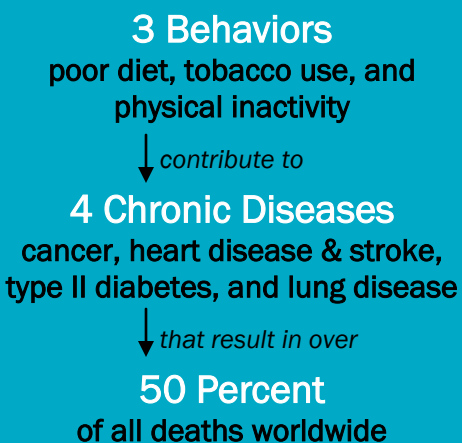 3 Behaviors
poor diet, tobacco use, and
physical inactivity
contribute to
4 Chronic Diseases
cancer, heart disease & stroke,
type II diabetes, and lung disease
that result in over
50 Percent
of all deaths worldwide